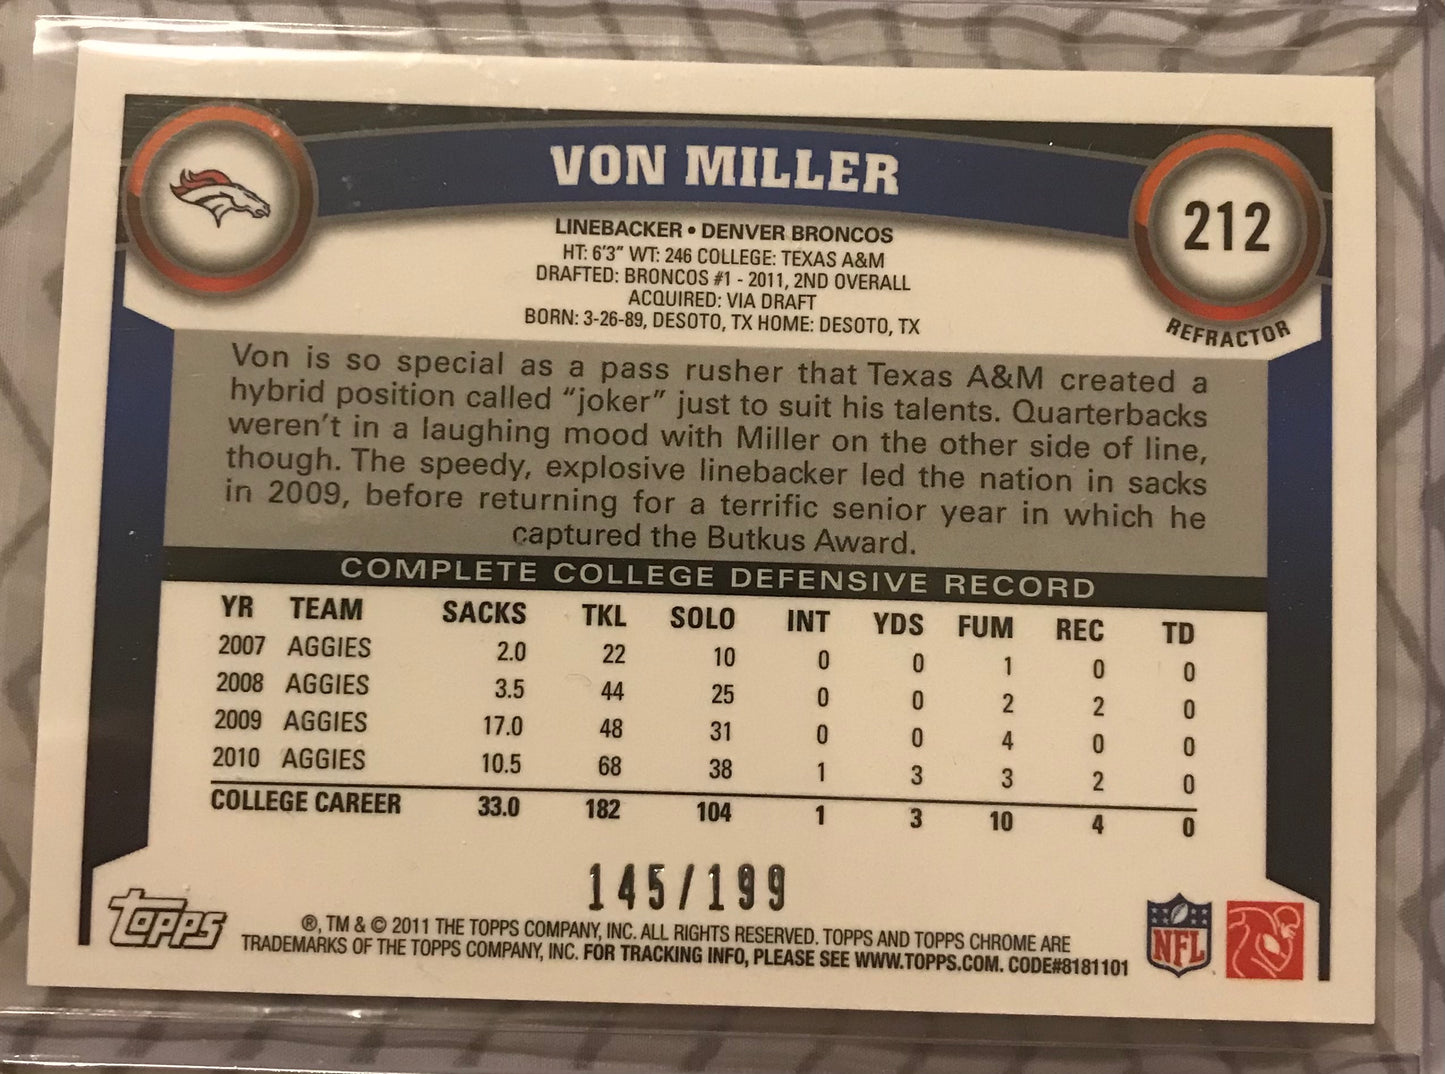 VON MILLER
212
REFRACTOR
LINEBACKER • DENVER BRONCOS
HT: 6'3" WT: 246 COLLEGE: TEXAS A&M
DRAFTED: BRONCOS #1 - 2011, 2ND OVERALL
ACQUIRED: VIA DRAFT
BORN: 3-26-89, DESOTO, TX HOME: DESOTO, TX
Von is so special as a pass rusher that Texas A&M created a
hybrid position called “joker” just to suit his talents. Quarterbacks
weren't in a laughing mood with Miller on the other side of line,
though. The speedy, explosive linebacker led the nation in sacks
in 2009, before returning for a terrific senior year in which he
captured the Butkus Award.
COMPLETE COLLEGE DEFENSIVE RECORD
YR TEAM SACKS TKL SOLO INT YDS FUM REC TD
2007 AGGIES 2.0 22 10 0 0 1 0 0
2008 AGGIES 3.5 44 25 0 0 2 2 0
2009 AGGIES 17.0 48 31 0 0 4 0 0
2010 AGGIES 10.5 68 38 1 3 3 2 0
COLLEGE CAREER 33.0 182 104 1 3 10 4 0
145/199
Topps
®, TM & © 2011 THE TOPPS COMPANY, INC. ALL RIGHTS RESERVED. TOPPS AND TOPPS CHROME ARE
TRADEMARKS OF THE TOPPS COMPANY, INC. FOR TRACKING INFO, PLEASE SEE WWW.TOPPS.COM. CODE#8181101
NFL